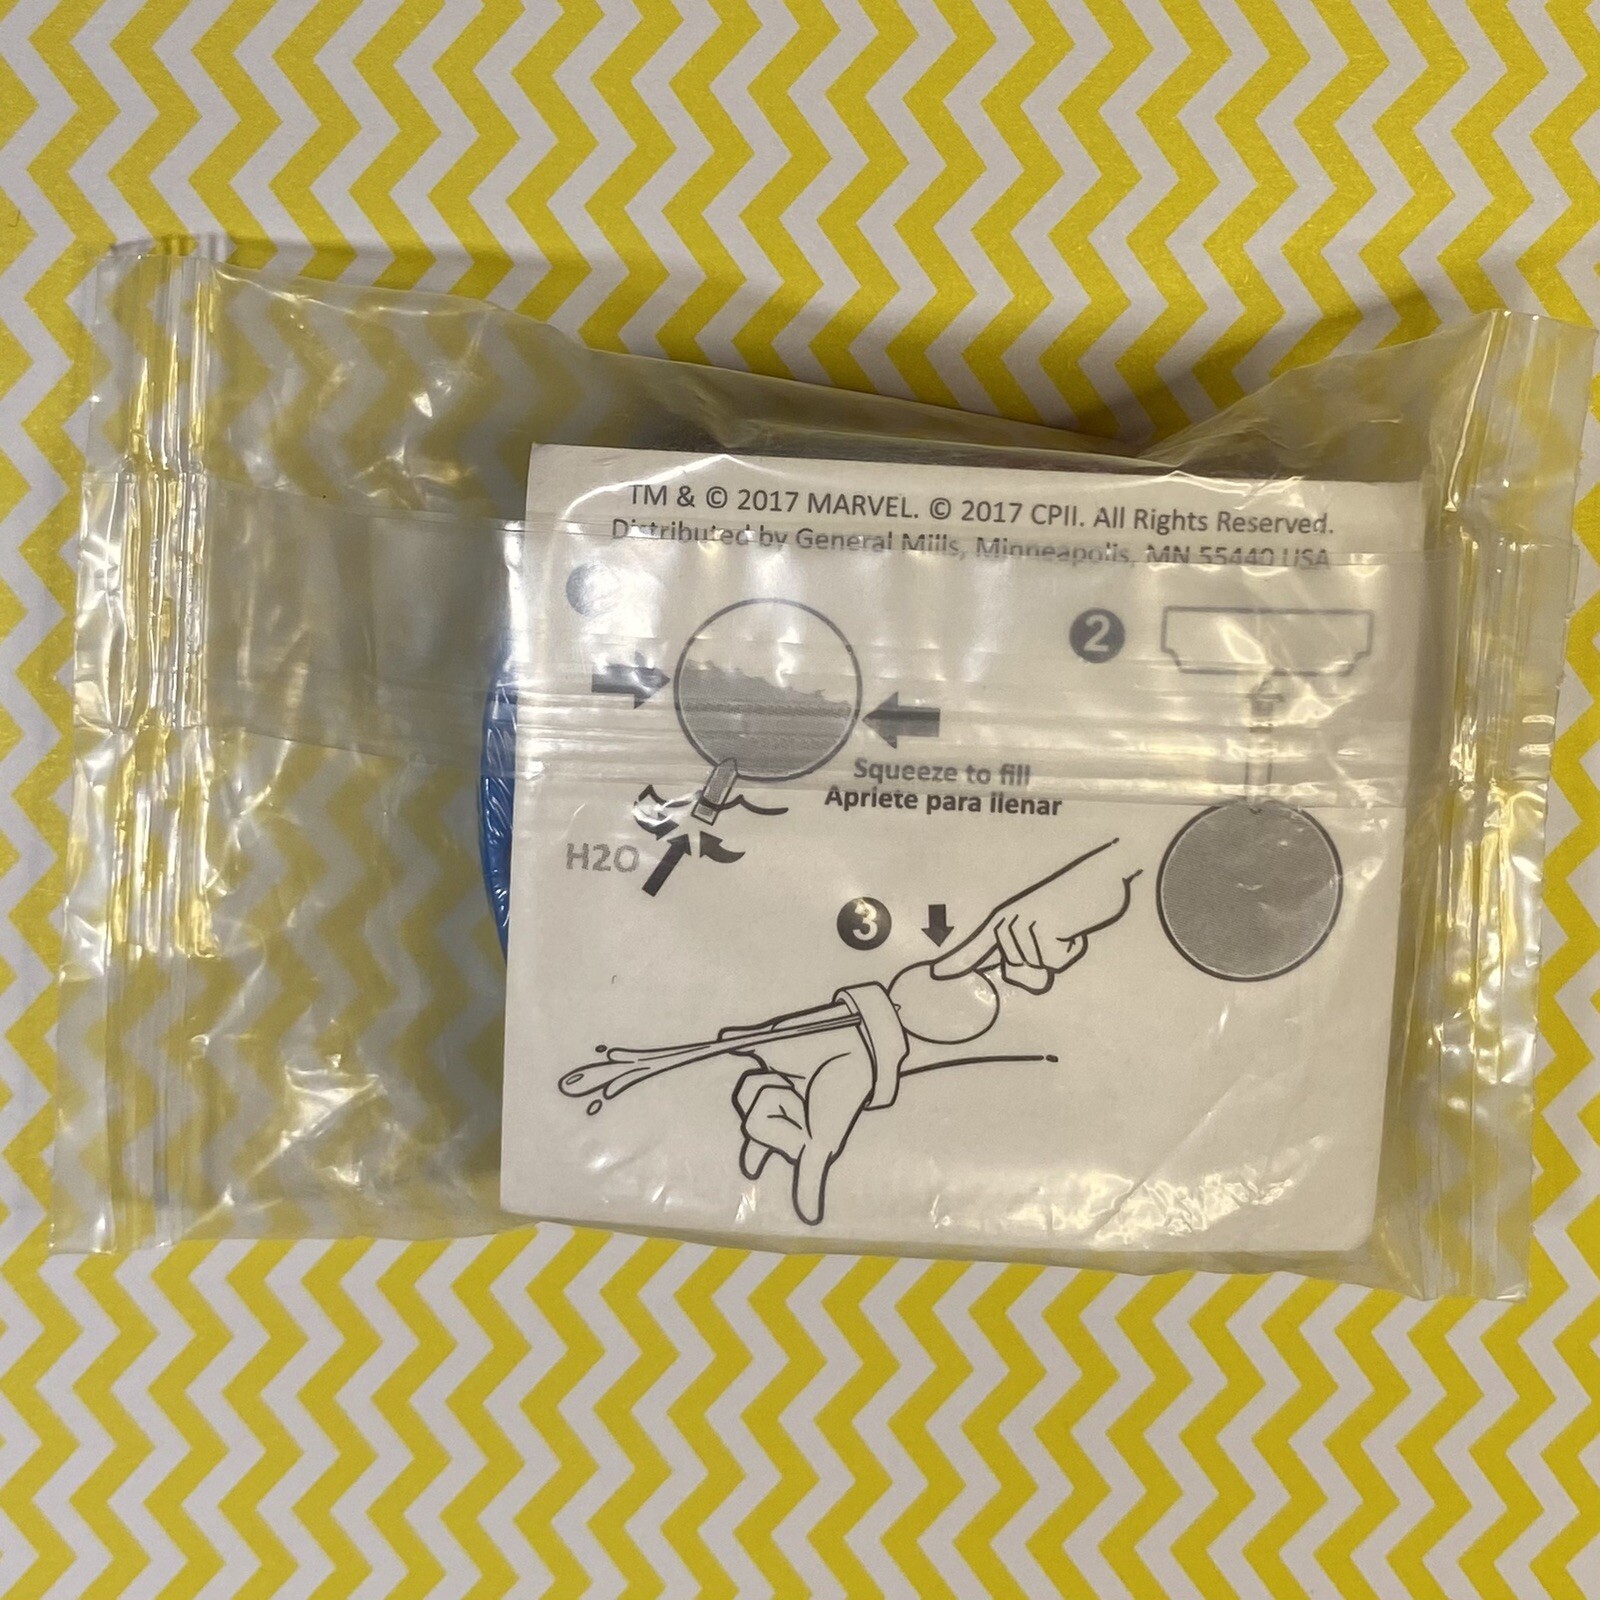 TM & © 2017 MARVEL. © 2017 CPII. All Rights Reserved.
Distributed by General Mills, Minneapolis, MN 55440 USA
2
Squeeze to fill
Apriete para llenar
H2O
3